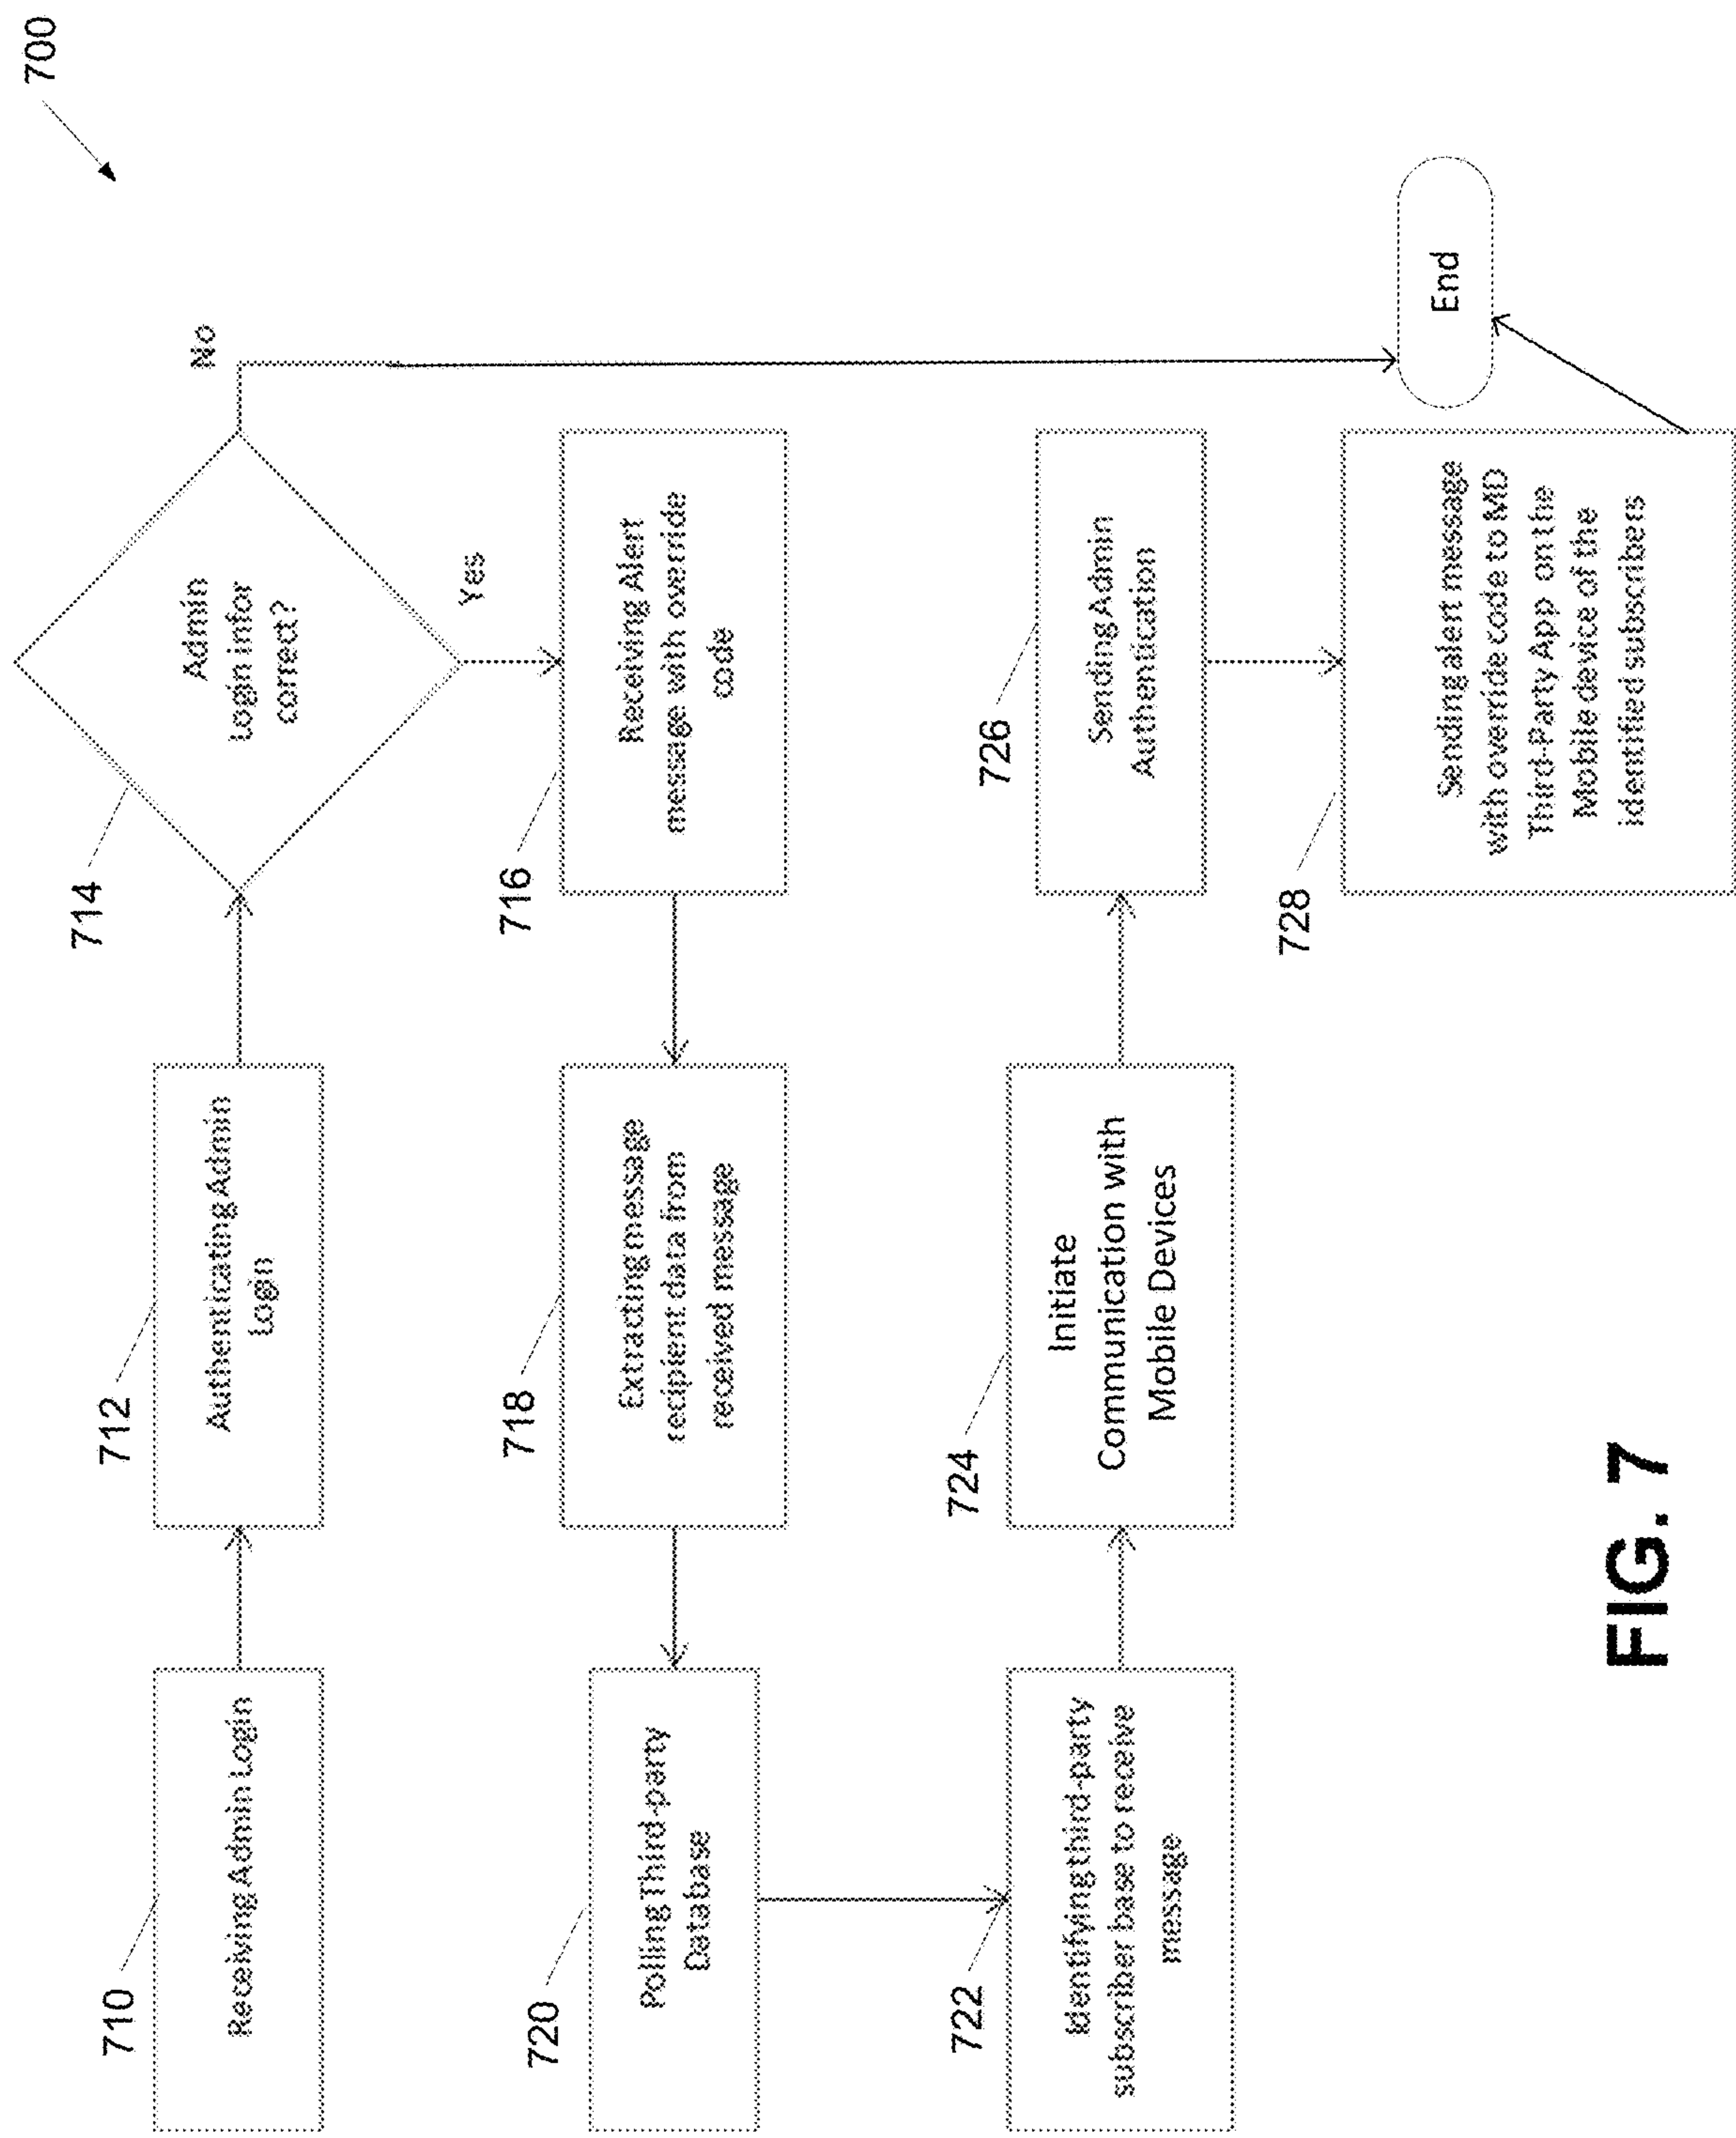 700
710
Receiving Admin Login
712
Authenticating Admin
Login
714
Admin
Login infor
correct?
No
Yes
716
Receiving Alert
message with override
code
718
Extracting message
recipient data from
received message
720
Polling Third-party
Database
722
Identifying third-party
subscriber base to receive
message
724
Initiate
Communication with
Mobile Devices
726
Sending Admin
Authentication
728
Sending alert message
with override code to MD
Third-Party App on the
Mobile device of the
identified subscribers
End
FIG. 7